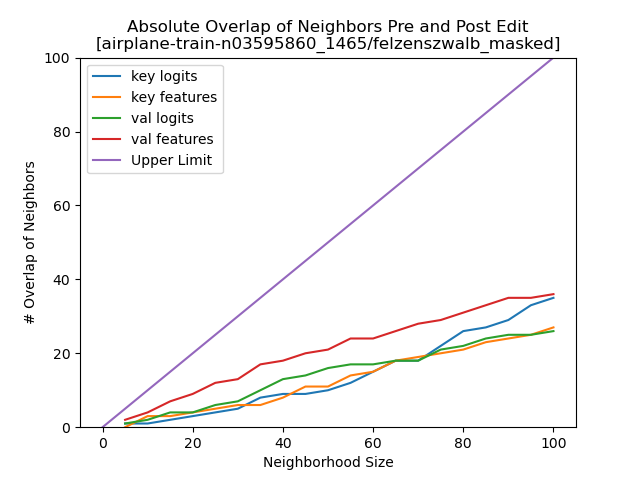 Absolute Overlap of Neighbors Pre and Post Edit
[airplane-train-n03595860_1465/felzenszwalb_masked]
key logits
key features
val logits
val features
Upper Limit
# Overlap of Neighbors
100
80
60
40
20
0
0 20 40 60 80 100
Neighborhood Size